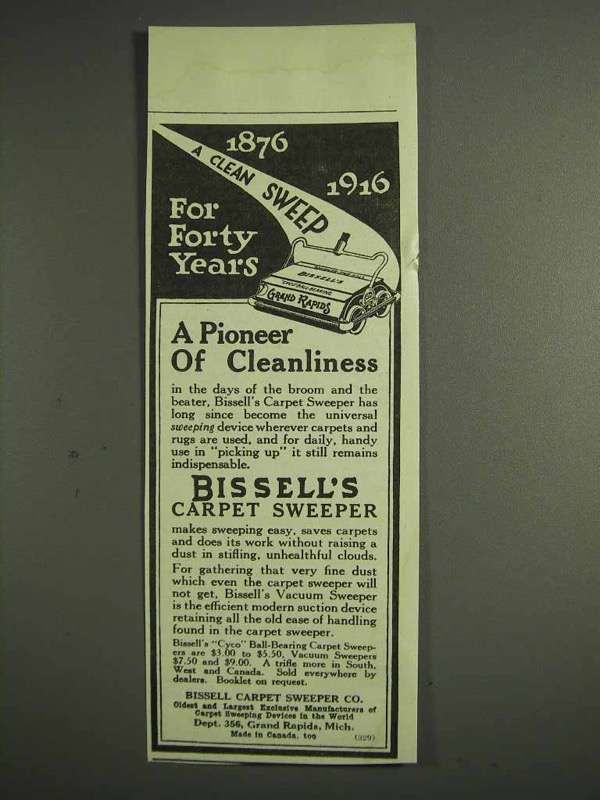 1876
A CLEAN SWEEP
1916
For
Forty
Years
BISSELL'S
"CYCO" BALL-BEARING
GRAND RAPIDS
A Pioneer
Of Cleanliness
in the days of the broom and the
beater, Bissell's Carpet Sweeper has
long since become the universal
sweeping device wherever carpets and
rugs are used, and for daily, handy
use in "picking up" it still remains
indispensable.
BISSELL'S
CARPET SWEEPER
makes sweeping easy, saves carpets
and does its work without raising a
dust in stifling, unhealthful clouds.
For gathering that very fine dust
which even the carpet sweeper will
not get, Bissell's Vacuum Sweeper
is the efficient modern suction device
retaining all the old ease of handling
found in the carpet sweeper.
Bissell's "Cyco" Ball-Bearing Carpet Sweep-
ers are $3.00 to $5.50, Vacuum Sweepers
$7.50 and $9.00. A trifle more in South,
West and Canada. Sold everywhere by
dealers. Booklet on request.
BISSELL CARPET SWEEPER CO.
Oldest and Largest Exclusive Manufacturers of
Carpet Sweeping Devices in the World
Dept. 356, Grand Rapids, Mich.
Made in Canada, too
(329)